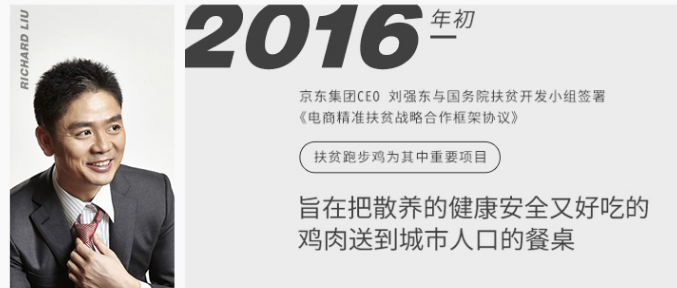 RICHARD LIU
2016 年初
京东集团CEO 刘强东与国务院扶贫开发小组签署
《电商精准扶贫战略合作框架协议》
扶贫跑步鸡为其中重要项目
旨在把散养的健康安全又好吃的
鸡肉送到城市人口的餐桌